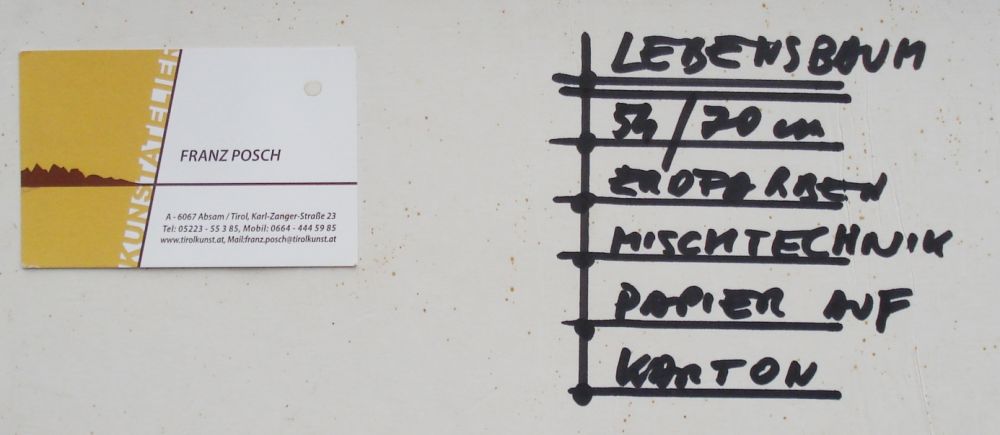 KUNSTATELIER
FRANZ POSCH
A - 6067 Absam / Tirol, Karl-Zanger-Straße 23
Tel: 05223 - 55 3 85, Mobil: 0664 - 444 59 85
www.tirolkunst.at, Mail:franz.posch@tirolkunst.at
LEBENSBAUM
54/70 cm
ERDFARBEN
MISCHTECHNIK
PAPIER AUF
KARTON